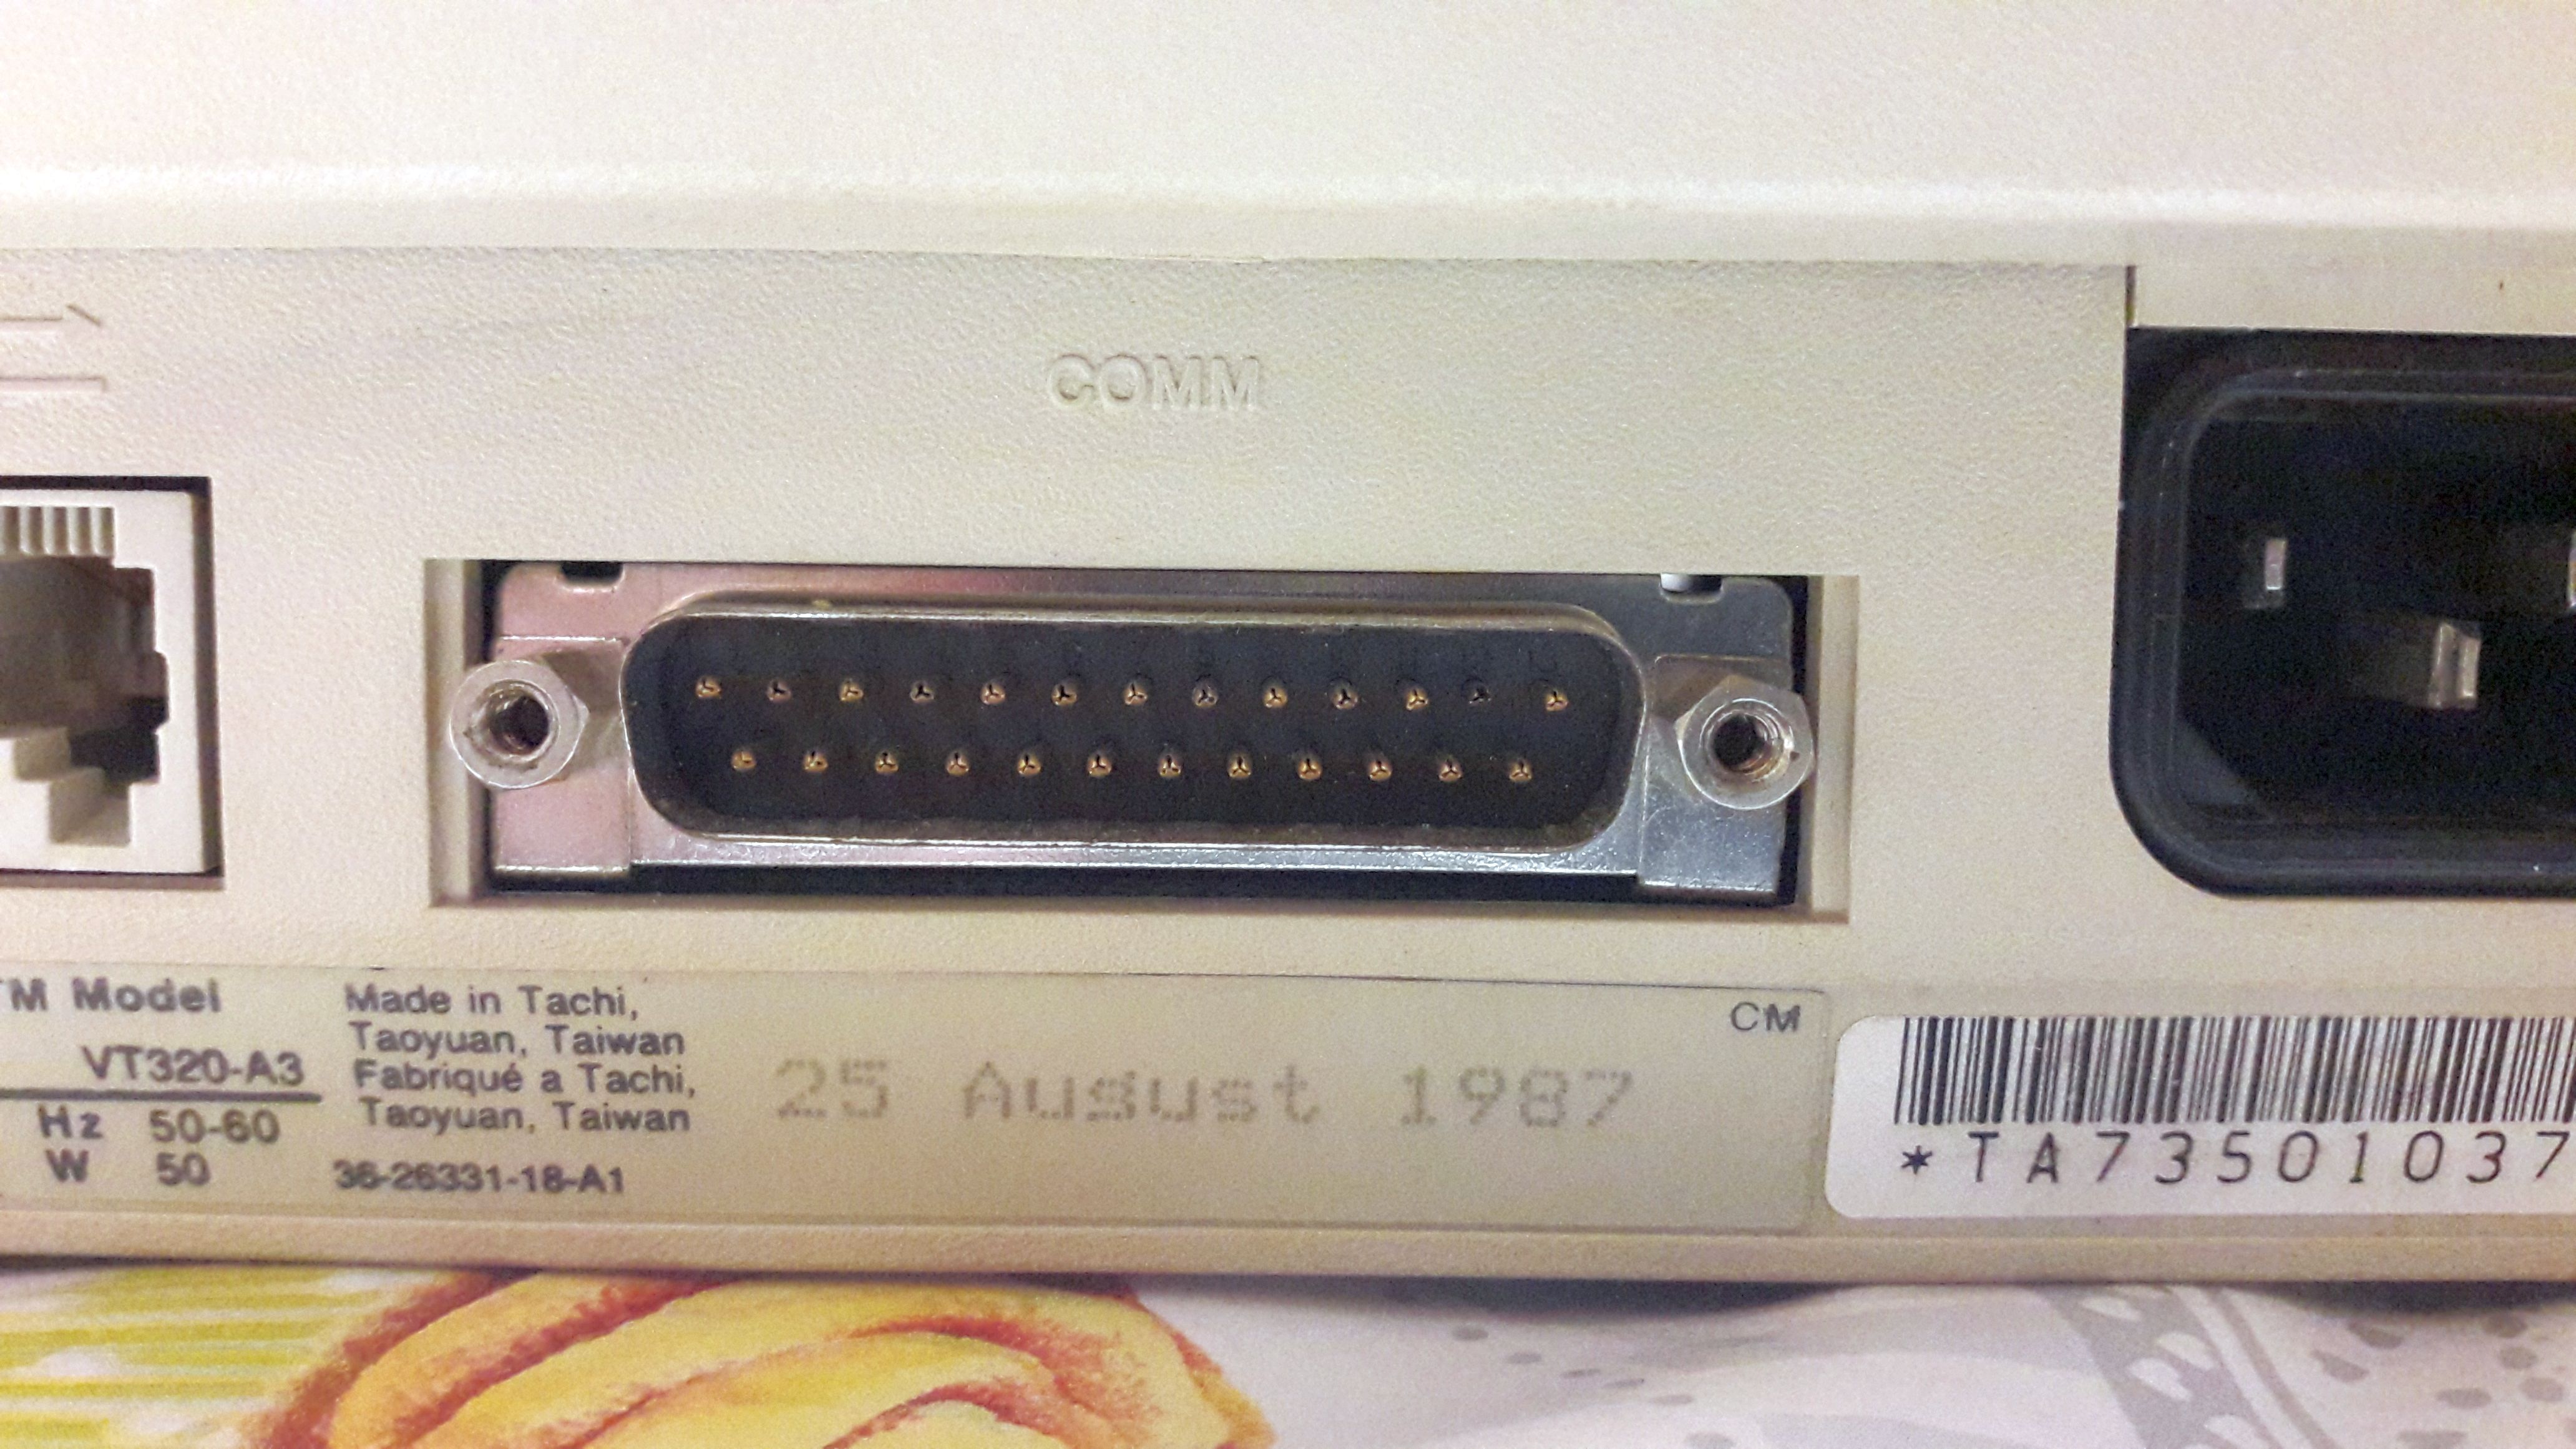 COMM
TM Model
VT320-A3
Hz 50-60
W 50
Made in Tachi,
Taoyuan, Taiwan
Fabriqué a Tachi,
Taoyuan, Taiwan
36-26331-18-A1
25 August 1987
CM
*TA73501037